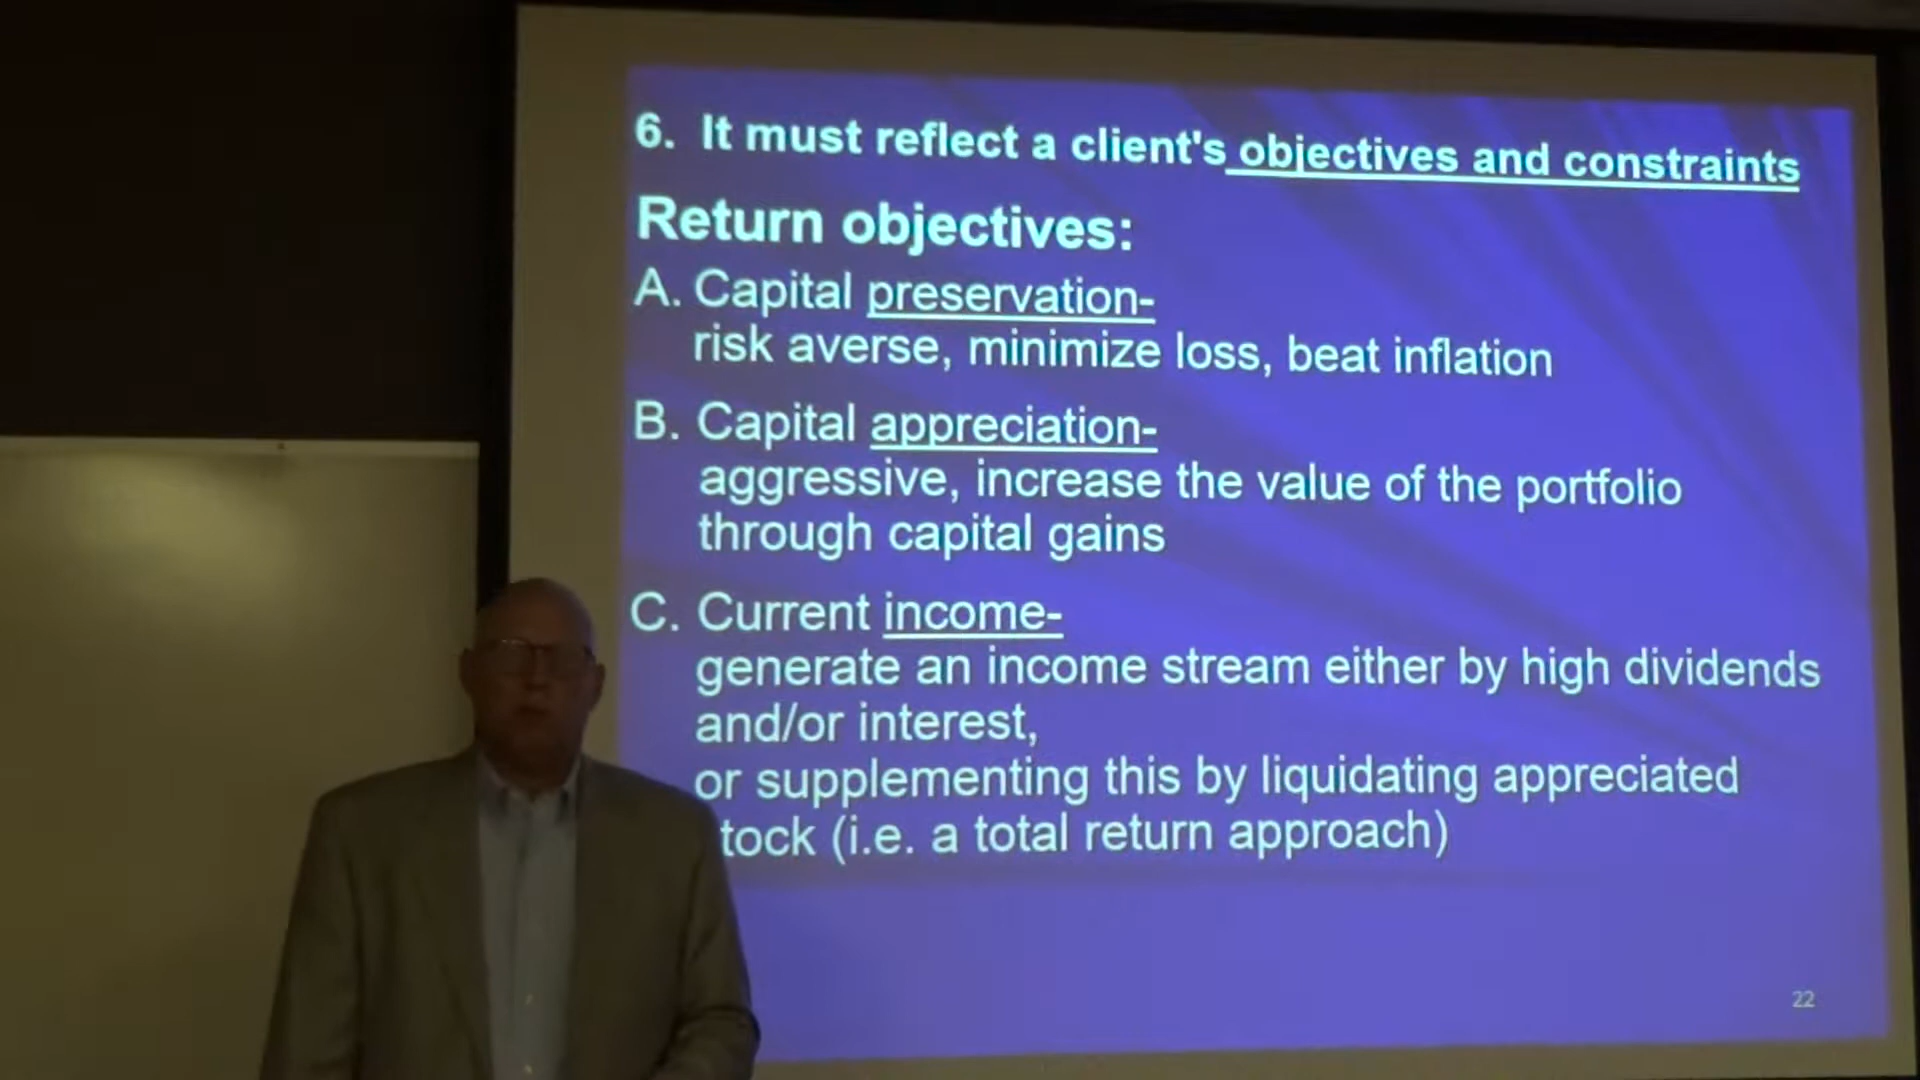 6. It must reflect a client's objectives and constraints
Return objectives:
A. Capital preservation-
risk averse, minimize loss, beat inflation
B. Capital appreciation-
aggressive, increase the value of the portfolio
through capital gains
C. Current income-
generate an income stream either by high dividends
and/or interest,
or supplementing this by liquidating appreciated
tock (i.e. a total return approach)
22